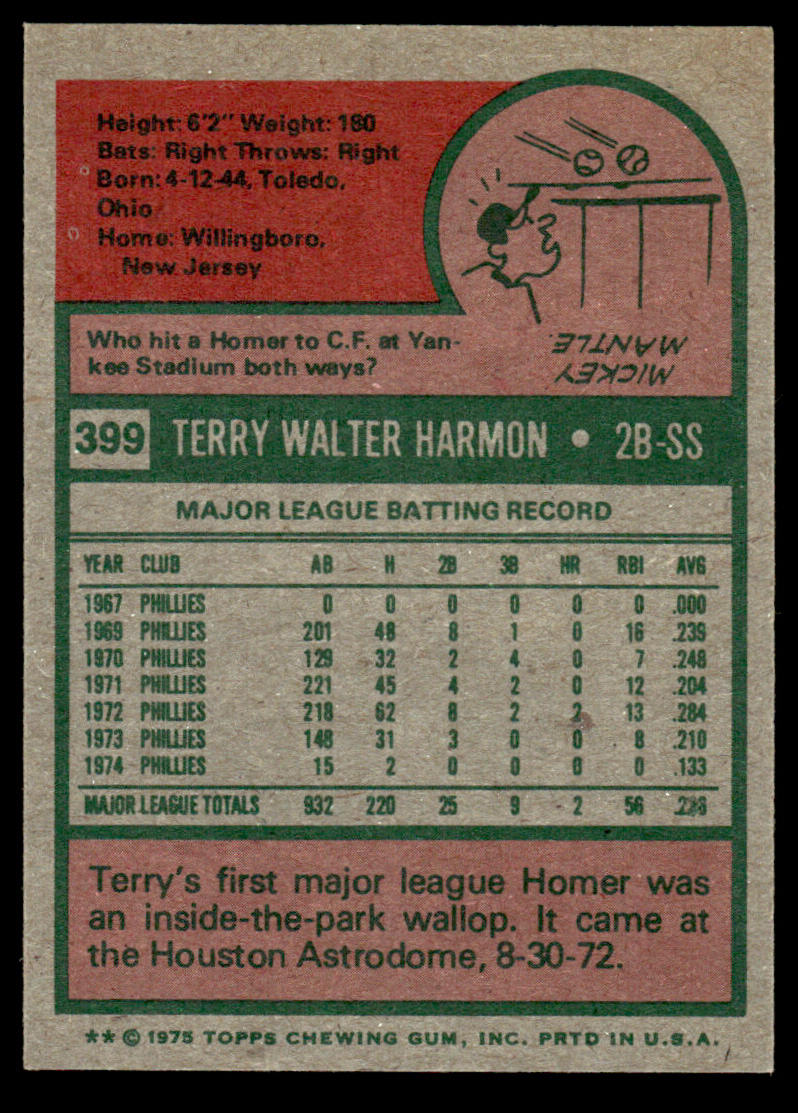 Height: 6'2" Weight: 180
Bats: Right Throws: Right
Born: 4-12-44, Toledo,
Ohio
Home: Willingboro,
New Jersey
Who hit a Homer to C.F. at Yan-
kee Stadium both ways?
MICKEY
MANTLE.
399 TERRY WALTER HARMON • 2B-SS
MAJOR LEAGUE BATTING RECORD
YEAR CLUB AB H 2B 3B HR RBI AVG
1967 PHILLIES 0 0 0 0 0 0 .000
1969 PHILLIES 201 48 8 1 0 16 .239
1970 PHILLIES 129 32 2 4 0 7 .248
1971 PHILLIES 221 45 4 2 0 12 .204
1972 PHILLIES 218 62 8 2 2 13 .284
1973 PHILLIES 148 31 3 0 0 8 .210
1974 PHILLIES 15 2 0 0 0 0 .133
MAJOR LEAGUE TOTALS 932 220 25 9 2 56 .236
Terry's first major league Homer was
an inside-the-park wallop. It came at
the Houston Astrodome, 8-30-72.
** © 1975 TOPPS CHEWING GUM, INC. PRTD IN U.S.A.